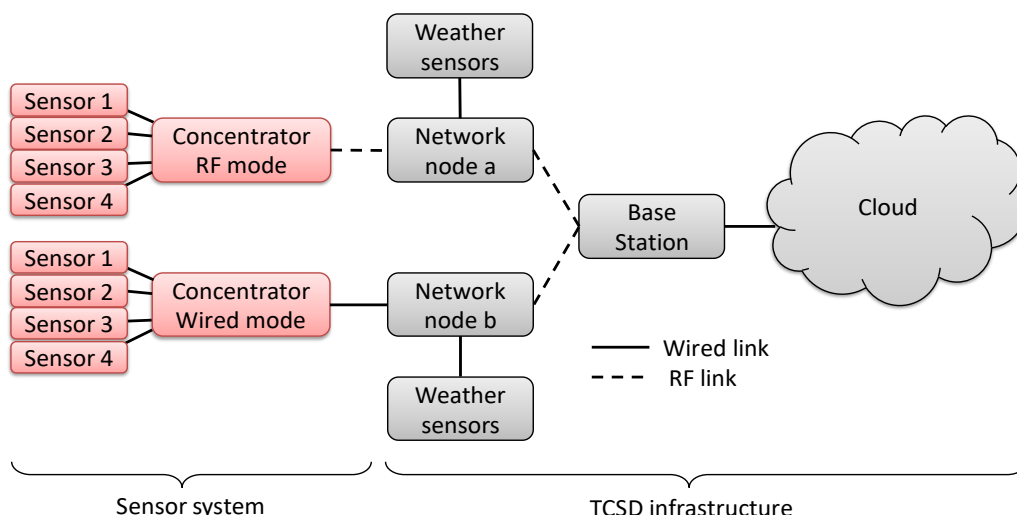 Weather
sensors
Sensor 1
Sensor 2
Sensor 3
Sensor 4
Concentrator
RF mode
Network
node a
Base
Station
Cloud
Sensor 1
Sensor 2
Sensor 3
Sensor 4
Concentrator
Wired mode
Network
node b
Wired link
RF link
Weather
sensors
Sensor system
TCSD infrastructure